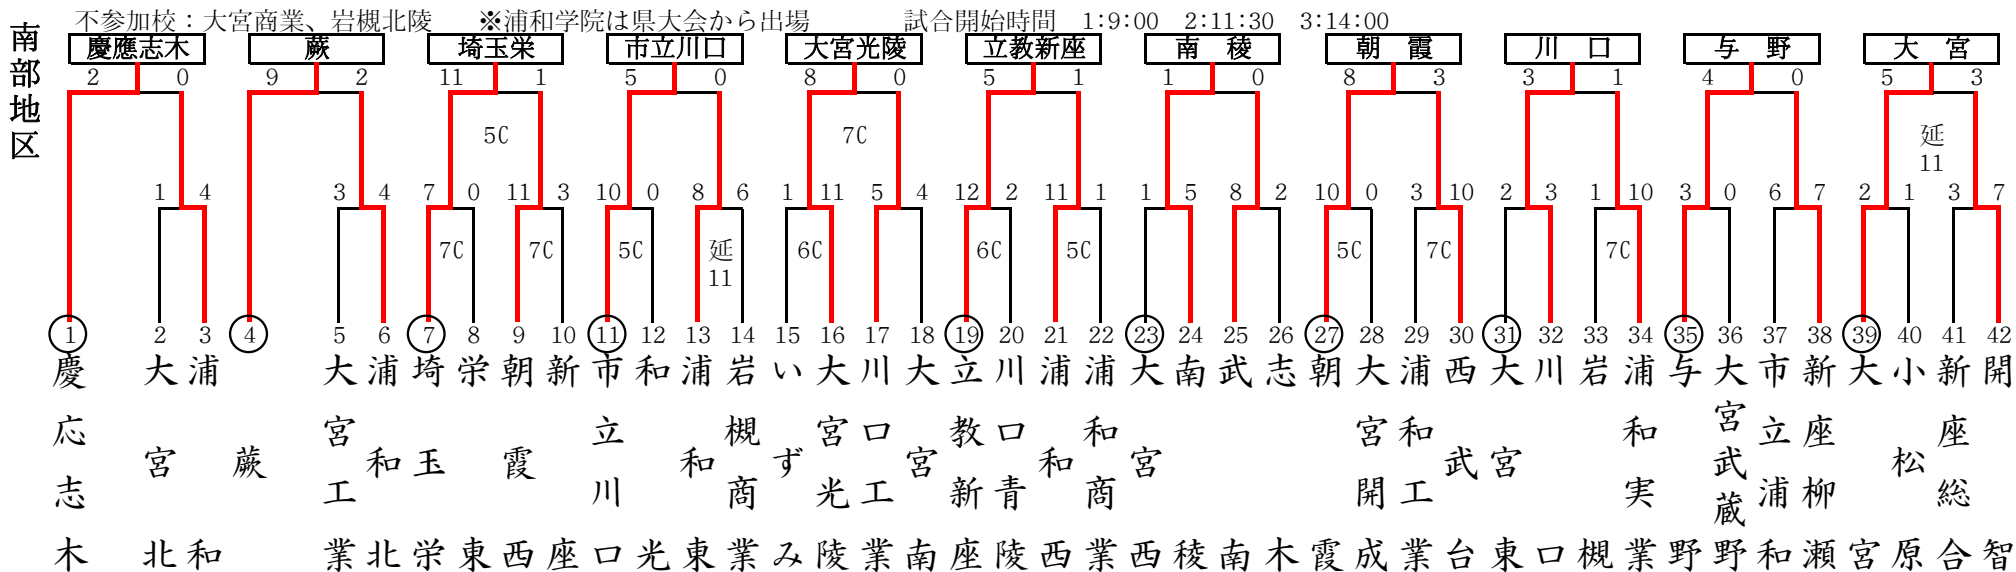 不参加校：大宮商業、岩槻北陵　※浦和学院は県大会から出場　試合開始時間　1:9:00　2:11:30　3:14:00
南部地区
慶應志木　蕨　埼玉栄　市立川口　大宮光陵　立教新座　南　稜　朝　霞　川　口　与　野　大　宮
2 0 9 2 11 1 5 0 8 0 5 1 1 0 8 3 3 1 4 0 5 3
5C 7C 延11
1 4 3 4 7 0 11 3 10 0 8 6 1 11 5 4 12 2 11 1 1 5 8 2 10 0 3 10 2 3 1 10 3 0 6 7 2 1 3 7
7C 7C 5C 延11 6C 6C 5C 5C 7C 7C
1 2 3 4 5 6 7 8 9 10 11 12 13 14 15 16 17 18 19 20 21 22 23 24 25 26 27 28 29 30 31 32 33 34 35 36 37 38 39 40 41 42
慶応志木
大宮北
浦和
蕨
大宮工業
浦和北
埼玉栄
栄東
朝霞西
新座
市立川口
和光
浦和東
岩槻商業
いずみ
大宮光陵
川口工業
大宮南
立教新座
川口青陵
浦和西
浦和商業
大宮西
南稜
武南
志木
朝霞
大宮開成
浦和工業
西武台
大宮東
川口
岩槻
浦和実業
与野
大宮武蔵野
市立浦和
新座柳瀬
大宮
小松原
新座総合
開智